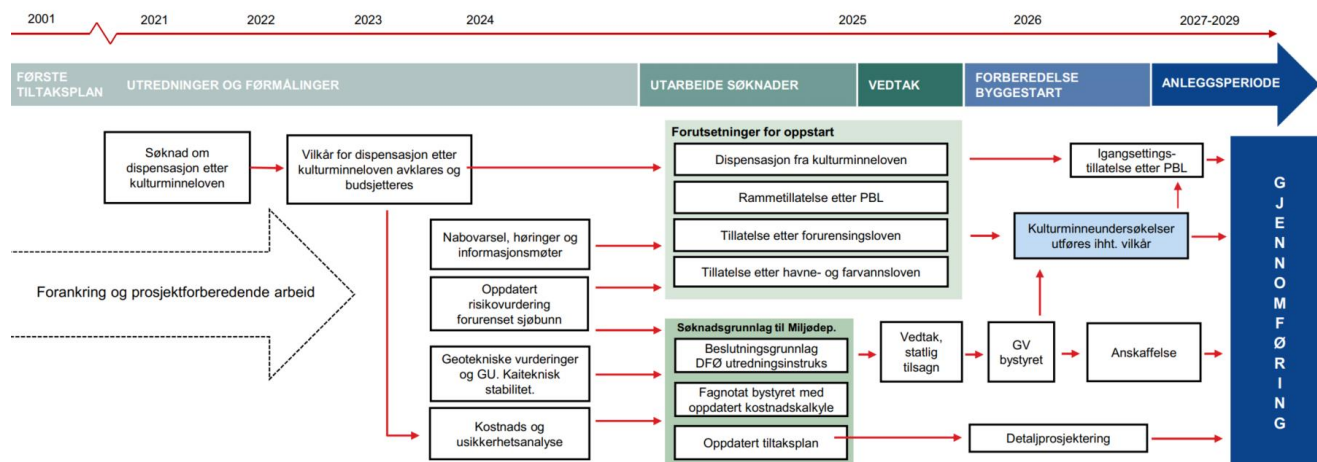 2001
2021
2022
2023
2024
2025
2026
2027-2029
FØRSTE
TILTAKSPLAN
UTREDNINGER OG FØRMÅLINGER
UTARBEIDE SØKNADER
VEDTAK
FORBEREDELSE
BYGGESTART
ANLEGGSPERIODE
Søknad om
dispensasjon etter
kulturminneloven
Vilkår for dispensasjon etter
kulturminneloven avklares og
budsjetteres
Forutsetninger for oppstart
Dispensasjon fra kulturminneloven
Rammetillatelse etter PBL
Tillatelse etter forurensingsloven
Tillatelse etter havne- og farvannsloven
Igangsettings-
tillatelse etter PBL
Kulturminneundersøkelser
utføres ihht. vilkår
Forankring og prosjektforberedende arbeid
Nabovarsel, høringer og
informasjonsmøter
Oppdatert
risikovurdering
forurenset sjøbunn
Geotekniske vurderinger
og GU. Kaiteknisk
stabilitet.
Kostnads og
usikkerhetsanalyse
Søknadsgrunnlag til Miljødep.
Beslutningsgrunnlag
DFØ utredningsinstruks
Fagnotat bystyret med
oppdatert kostnadskalkyle
Oppdatert tiltaksplan
Vedtak,
statlig
tilsagn
GV
bystyret
Anskaffelse
Detaljprosjektering
GJENNOMFØRING